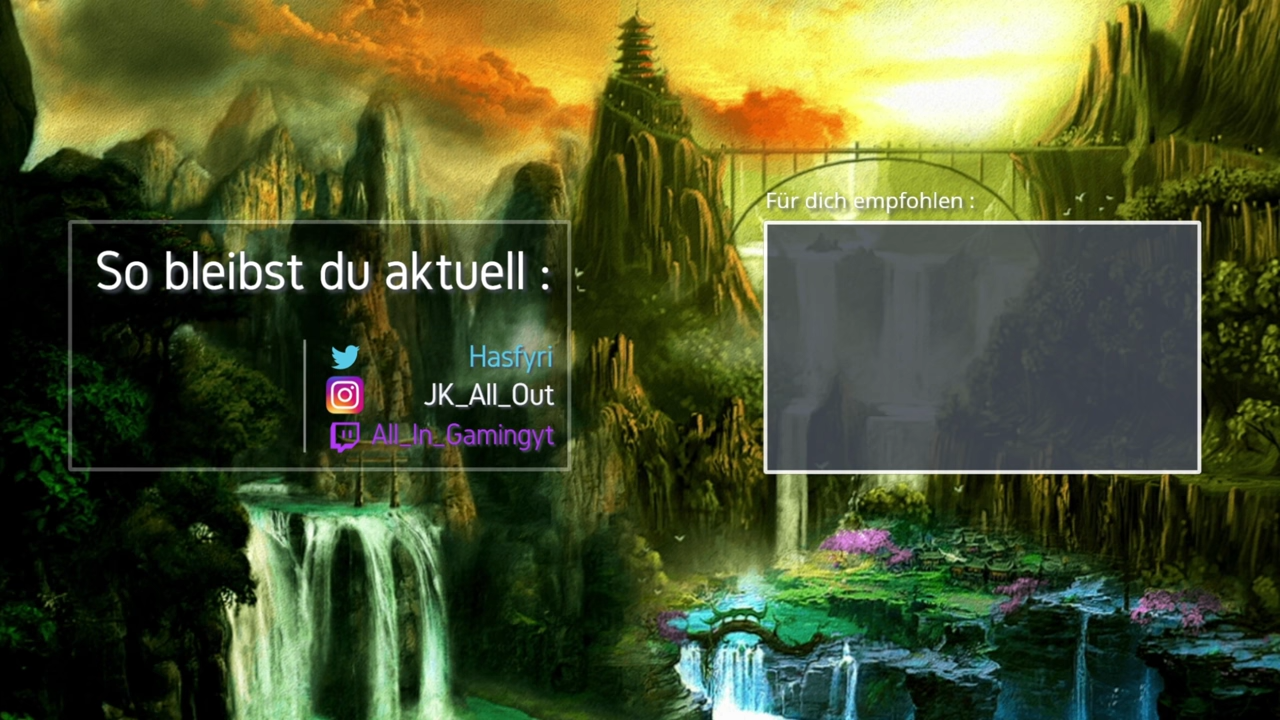 So bleibst du aktuell :
Hasfyri
JK_All_Out
All_In_Gamingyt
Für dich empfohlen :